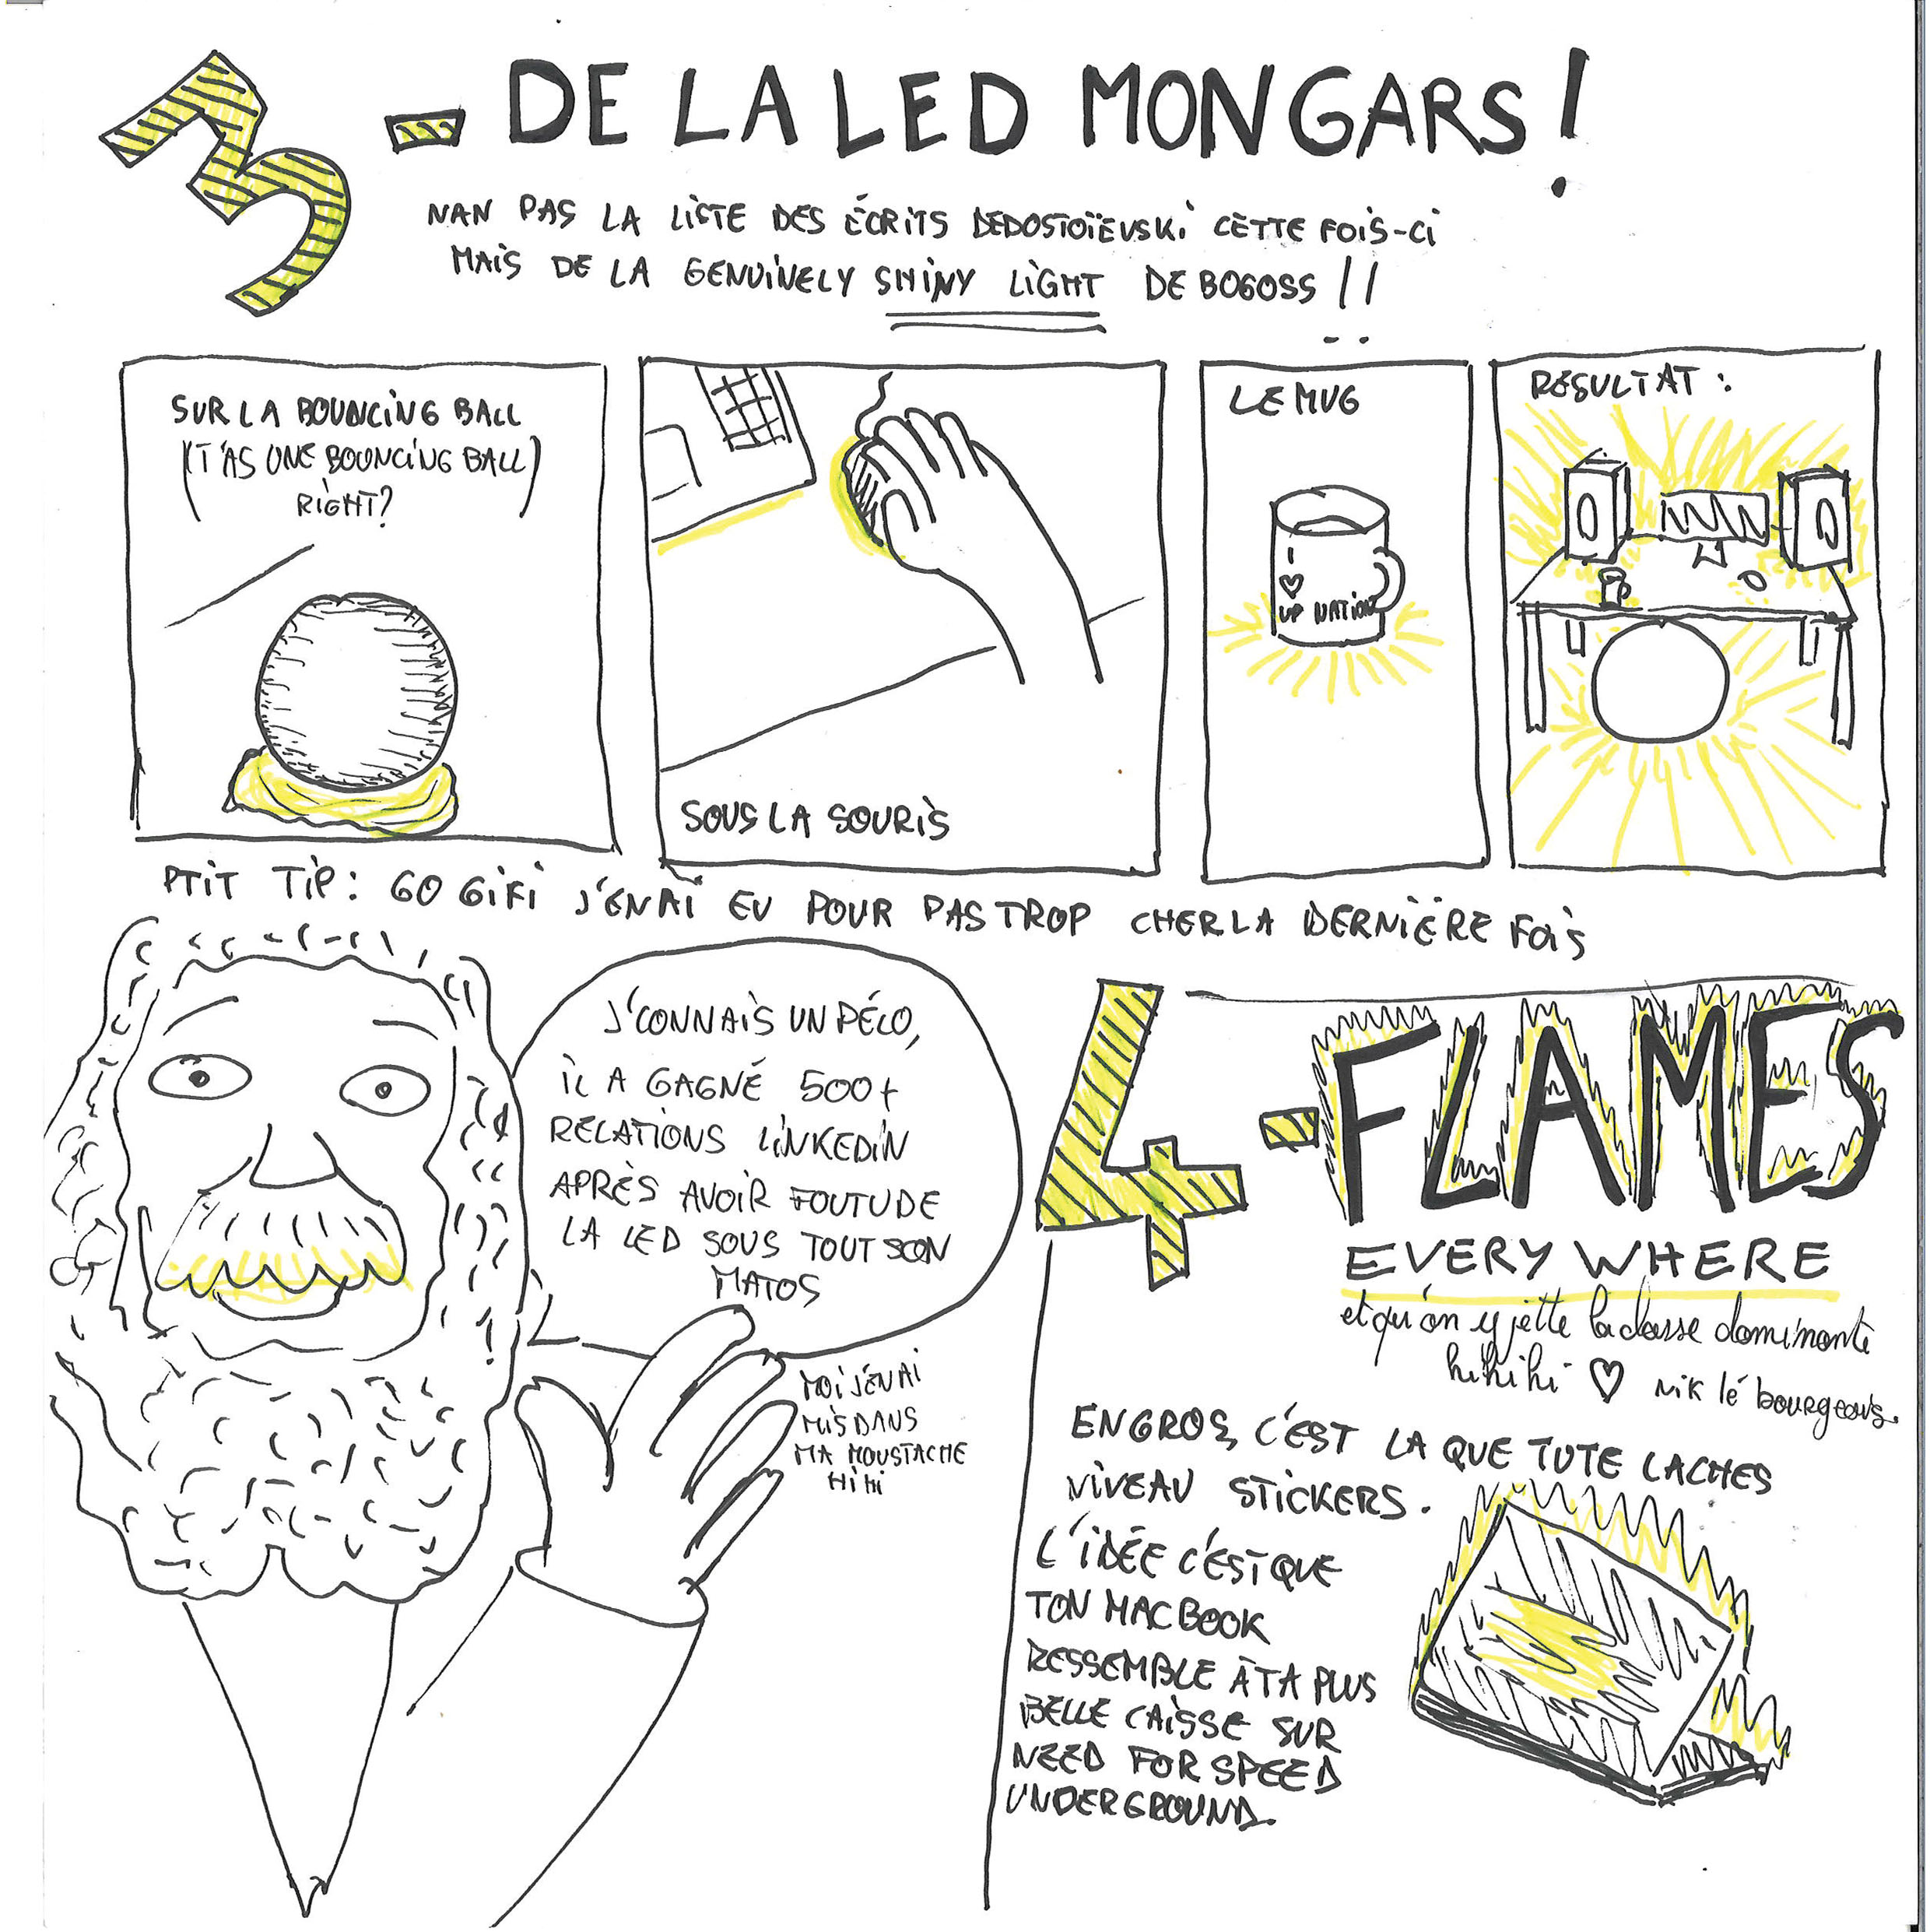 3 - DE LA LED MON GARS !
NAN PAS LA LISTE DES ÉCRITS DE DOSTOÏEVSKI CETTE FOIS-CI
MAIS DE LA GENUINELY SHINY LIGHT DE BOGOSS !!
SUR LA BOUNCING BALL
(T'AS UNE BOUNCING BALL
RIGHT?)
SOUS LA SOURIS
LE MUG
I
♡
UP NATION
RESULTAT :
PTIT TIP : GO GIFI J'EN AI EU POUR PAS TROP CHER LA DERNIÈRE FOIS
J'CONNAIS UN PÉLO,
IL A GAGNÉ 500+
RELATIONS LINKEDIN
APRÈS AVOIR FOUTU DE
LA LED SOUS TOUT SON
MATOS
MOI J'EN AI
MIS DANS
MA MOUSTACHE
HIHI
4 - FLAMES
EVERYWHERE
et qu'on y jette la classe dominante
hihihi ♡ nik lé bourgeois.
EN GROS, C'EST LA QUE TU TE LACHES
NIVEAU STICKERS.
L'IDÉE C'EST QUE
TON MACBOOK
RESSEMBLE À TA PLUS
BELLE CAISSE SUR
NEED FOR SPEED
UNDERGROUND.